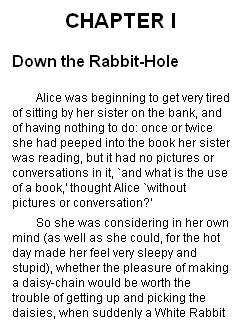 CHAPTER I
Down the Rabbit-Hole
Alice was beginning to get very tired
of sitting by her sister on the bank, and
of having nothing to do: once or twice
she had peeped into the book her sister
was reading, but it had no pictures or
conversations in it, `and what is the use
of a book,' thought Alice `without
pictures or conversation?'
So she was considering in her own
mind (as well as she could, for the hot
day made her feel very sleepy and
stupid), whether the pleasure of making
a daisy-chain would be worth the
trouble of getting up and picking the
daisies, when suddenly a White Rabbit